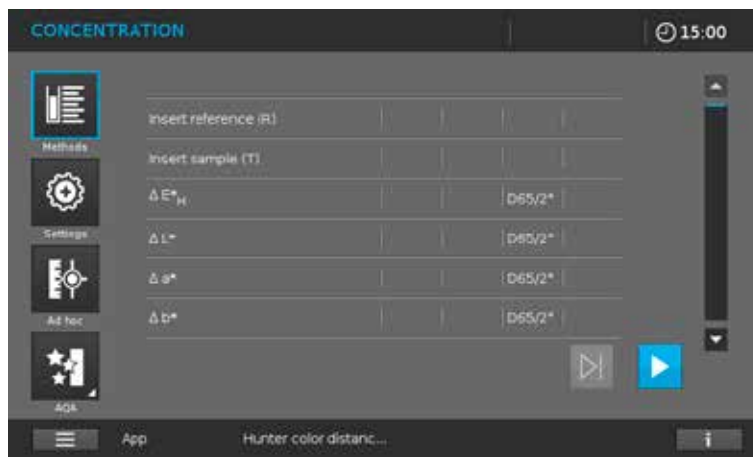 CONCENTRATION 15:00
Methods
Insert reference (R)
Insert sample (T)
Settings
Δ E*H D65/2°
Δ L* D65/2°
Ad hoc
Δ a* D65/2°
Δ b* D65/2°
AQA
App Hunter color distanc... i